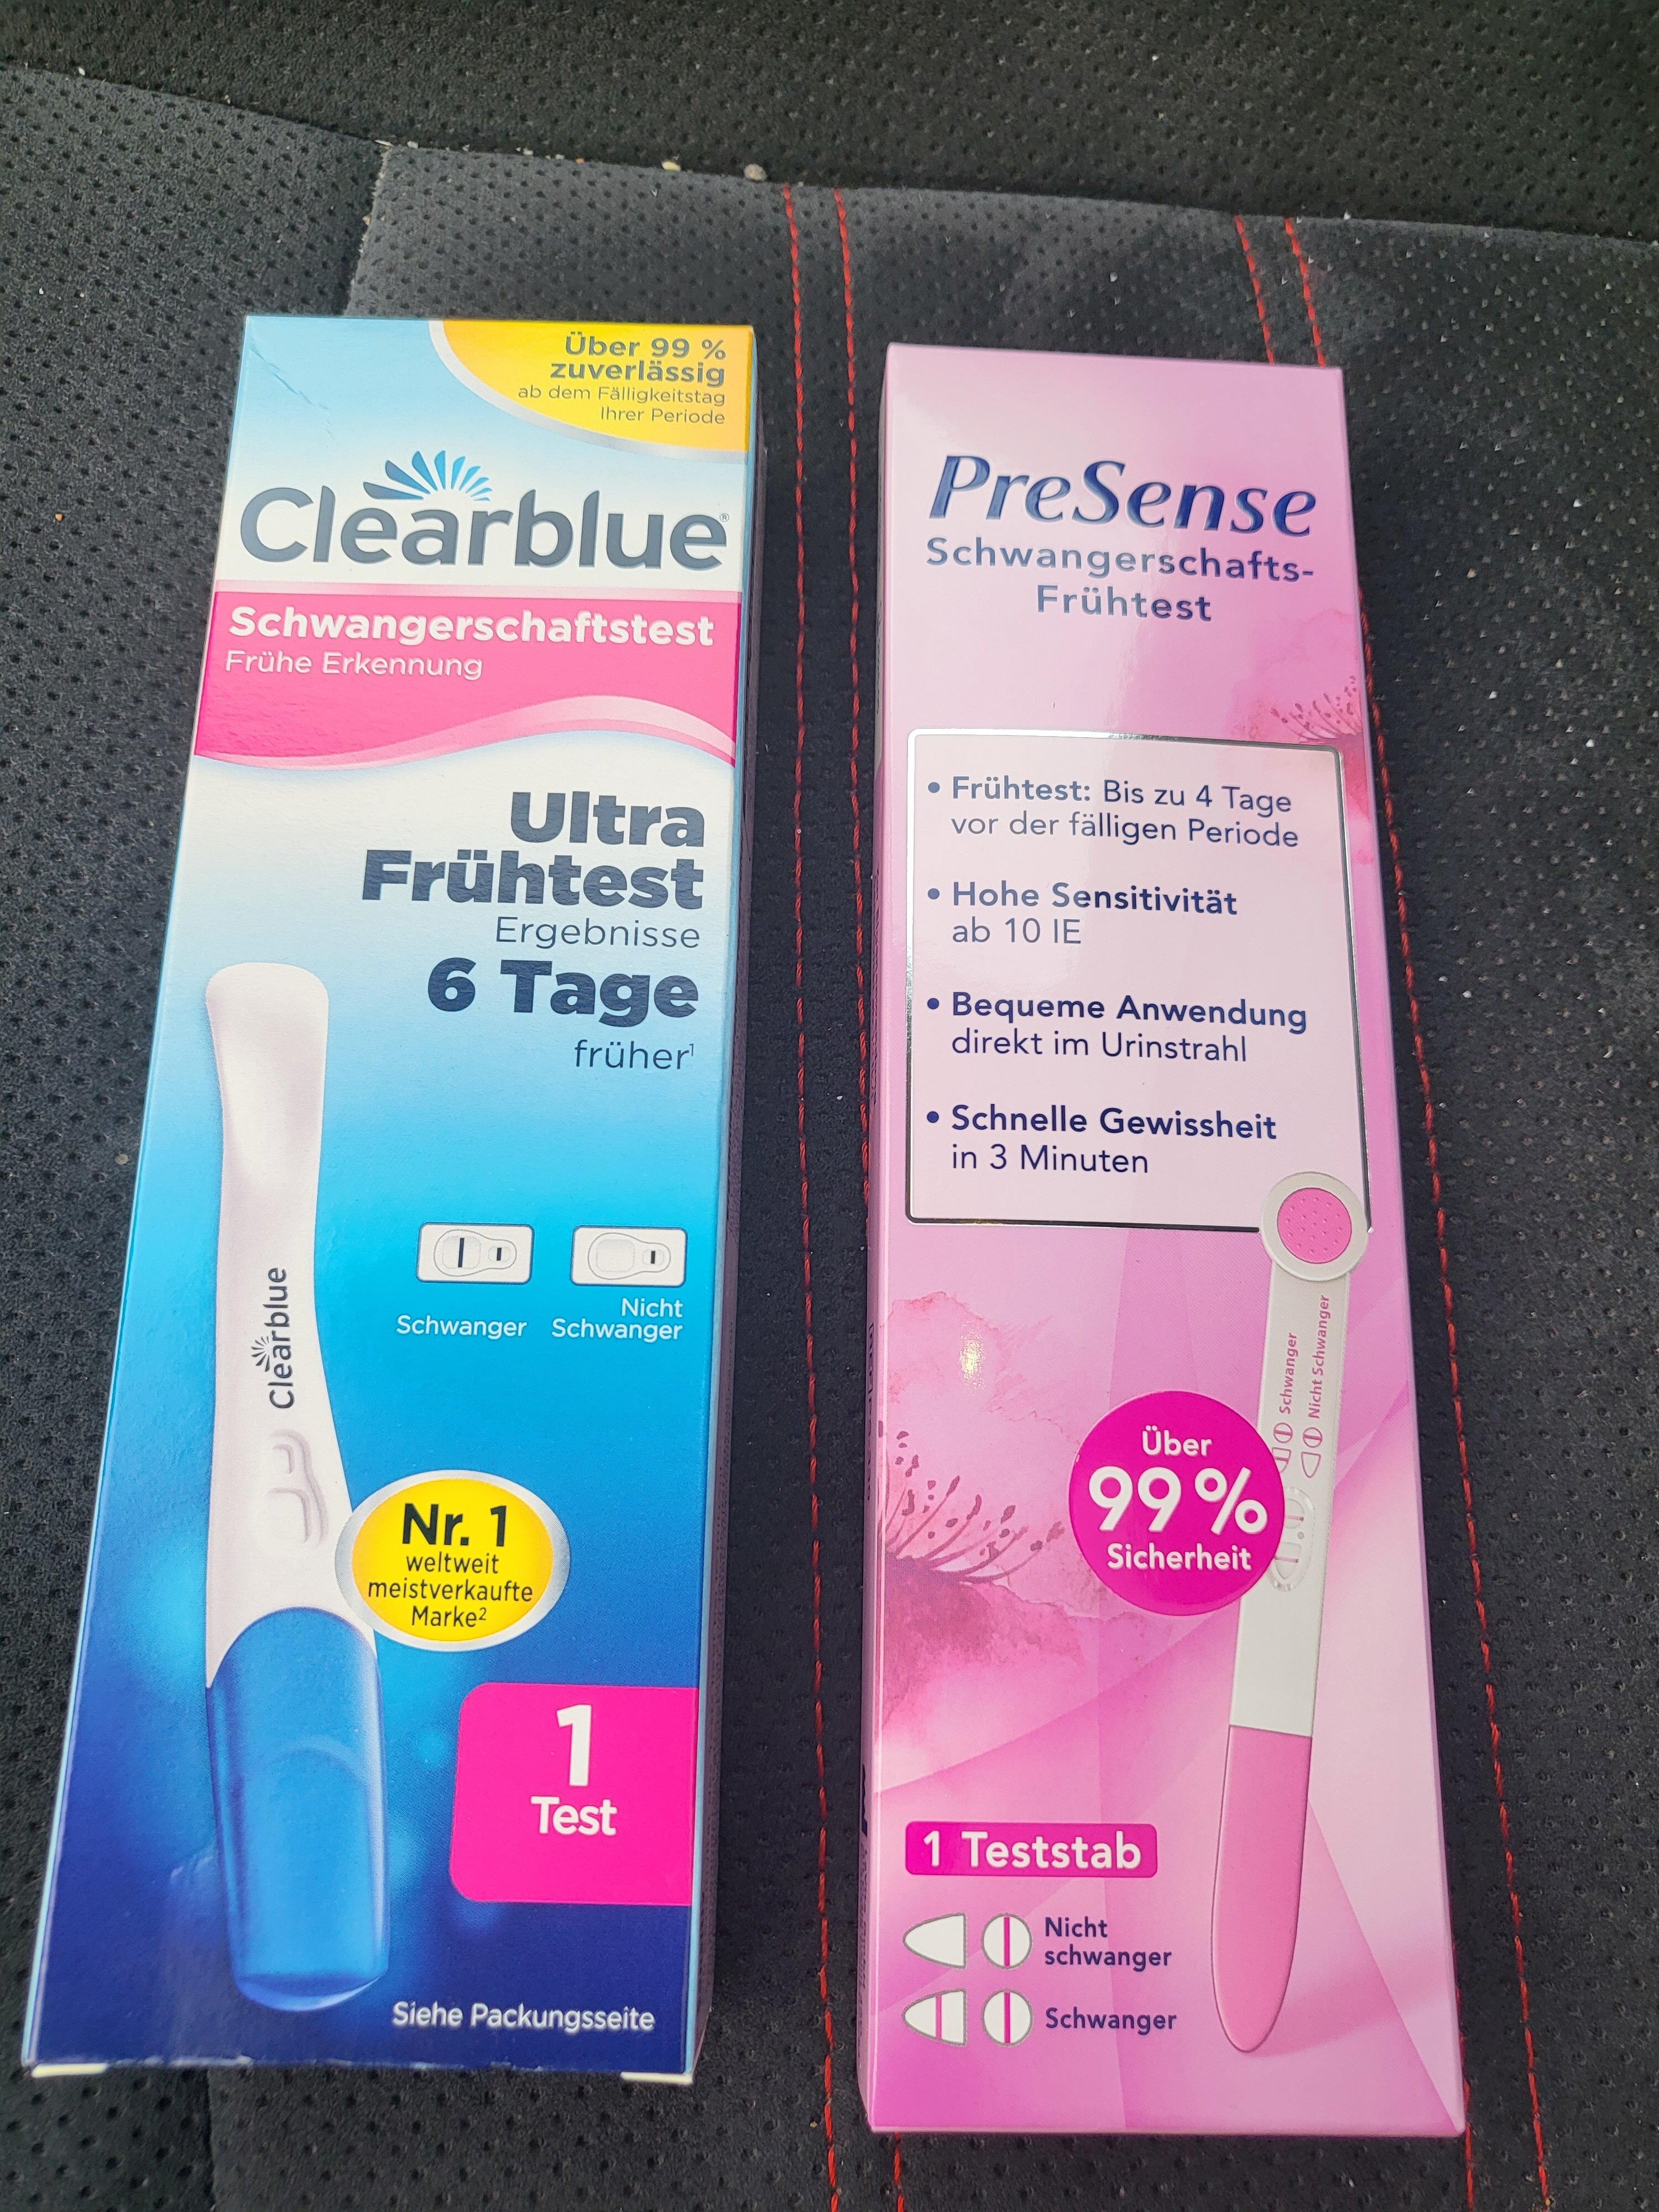 Über 99 %
zuverlässig
ab dem Fälligkeitstag
Ihrer Periode
Clearblue®
Schwangerschaftstest
Frühe Erkennung
Ultra
Frühtest
Ergebnisse
6 Tage
früher¹
Schwanger
Nicht
Schwanger
Clearblue
Nr. 1
weltweit
meistverkaufte
Marke²
1
Test
Siehe Packungsseite
PreSense
Schwangerschafts-
Frühtest
• Frühtest: Bis zu 4 Tage
vor der fälligen Periode
• Hohe Sensitivität
ab 10 IE
• Bequeme Anwendung
direkt im Urinstrahl
• Schnelle Gewissheit
in 3 Minuten
Schwanger
Nicht Schwanger
Über
99 %
Sicherheit
1 Teststab
Nicht
schwanger
Schwanger